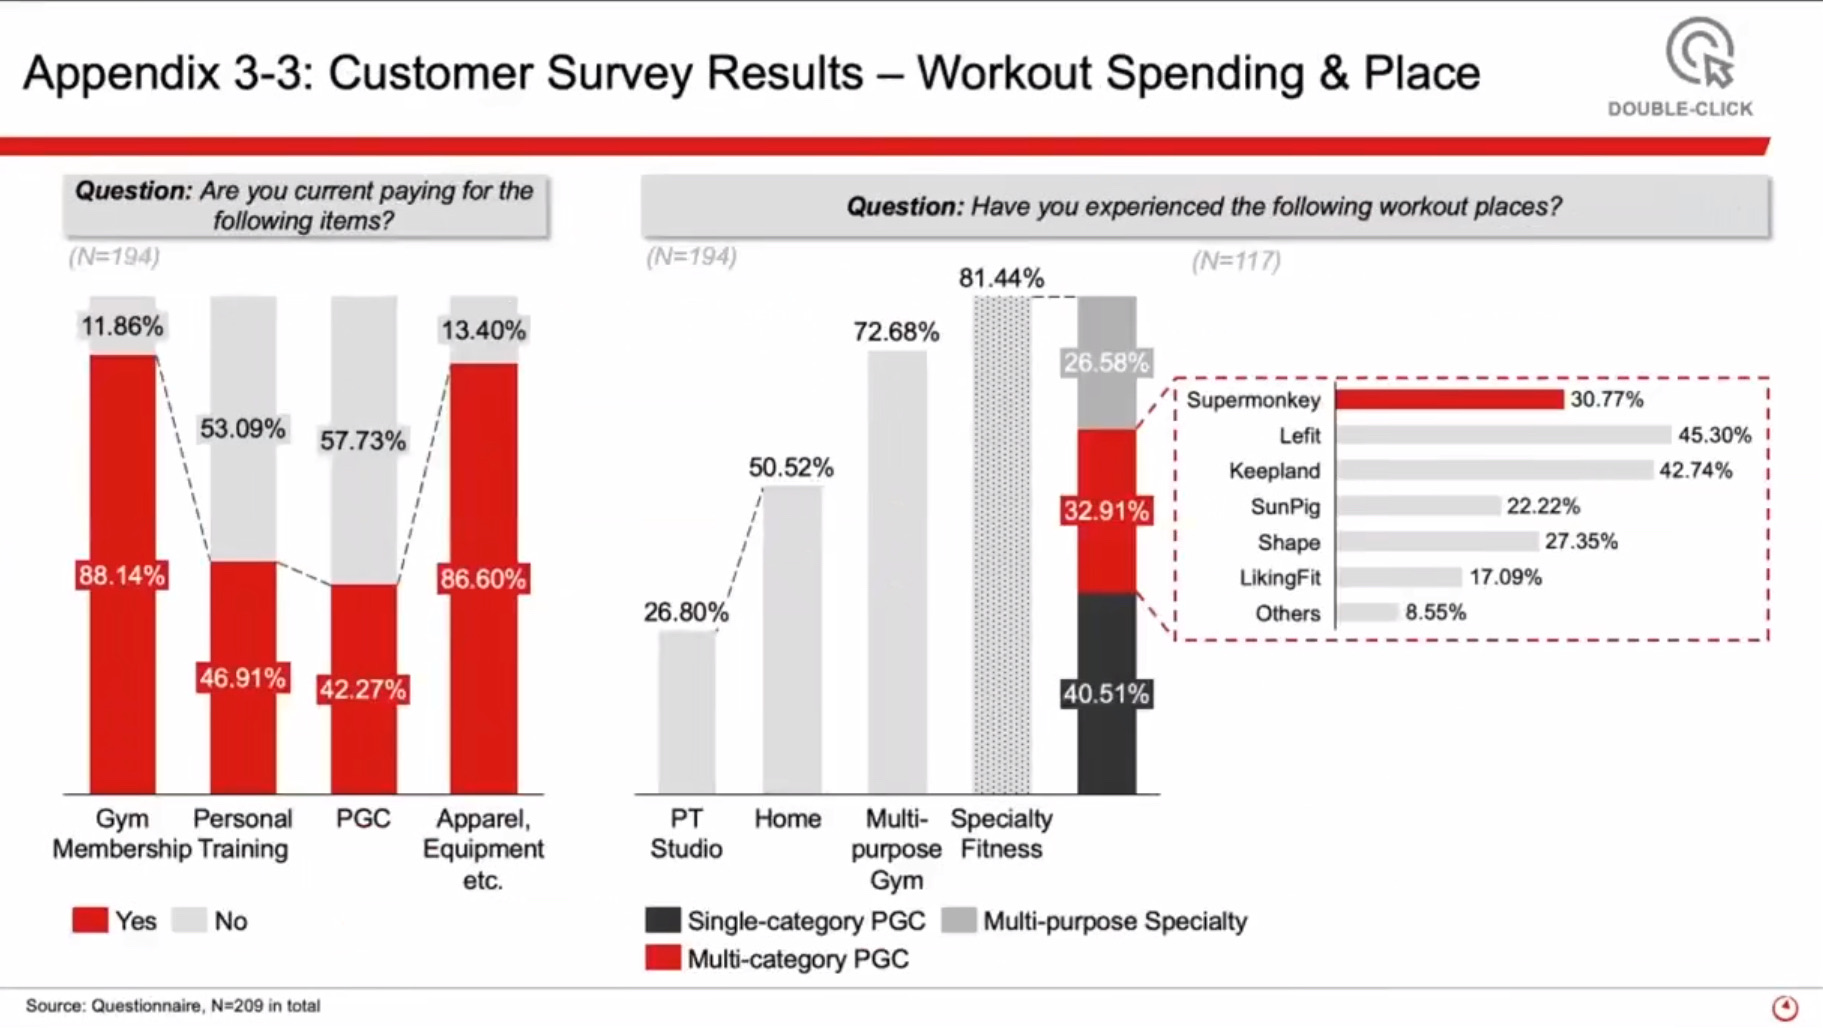 Appendix 3-3: Customer Survey Results – Workout Spending & Place
DOUBLE-CLICK
Question: Are you current paying for the
following items?
(N=194)
11.86%
53.09%
57.73%
13.40%
88.14%
46.91%
42.27%
86.60%
Gym
Membership
Personal
Training
PGC
Apparel,
Equipment
etc.
Yes
No
Question: Have you experienced the following workout places?
(N=194)
(N=117)
26.80%
50.52%
72.68%
81.44%
26.58%
32.91%
40.51%
PT
Studio
Home
Multi-
purpose
Gym
Specialty
Fitness
Supermonkey 30.77%
Lefit 45.30%
Keepland 42.74%
SunPig 22.22%
Shape 27.35%
LikingFit 17.09%
Others 8.55%
Single-category PGC
Multi-purpose Specialty
Multi-category PGC
Source: Questionnaire, N=209 in total